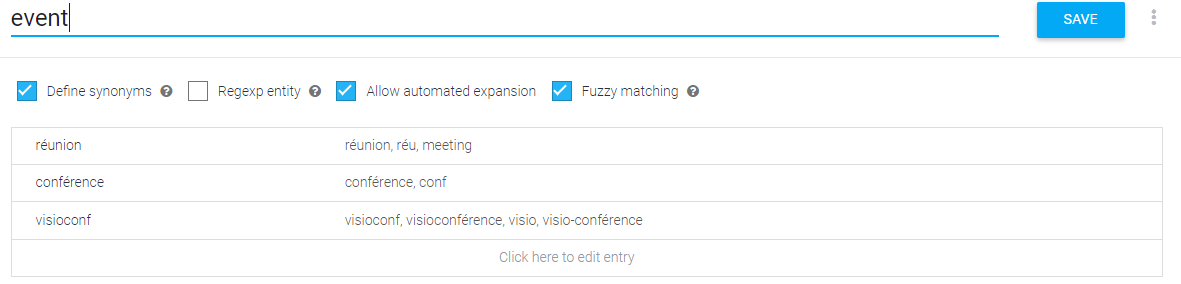 event
SAVE
Define synonyms ? Regexp entity ? Allow automated expansion Fuzzy matching ?
réunion réunion, réu, meeting
conférence conférence, conf
visioconf visioconf, visioconférence, visio, visio-conférence
Click here to edit entry